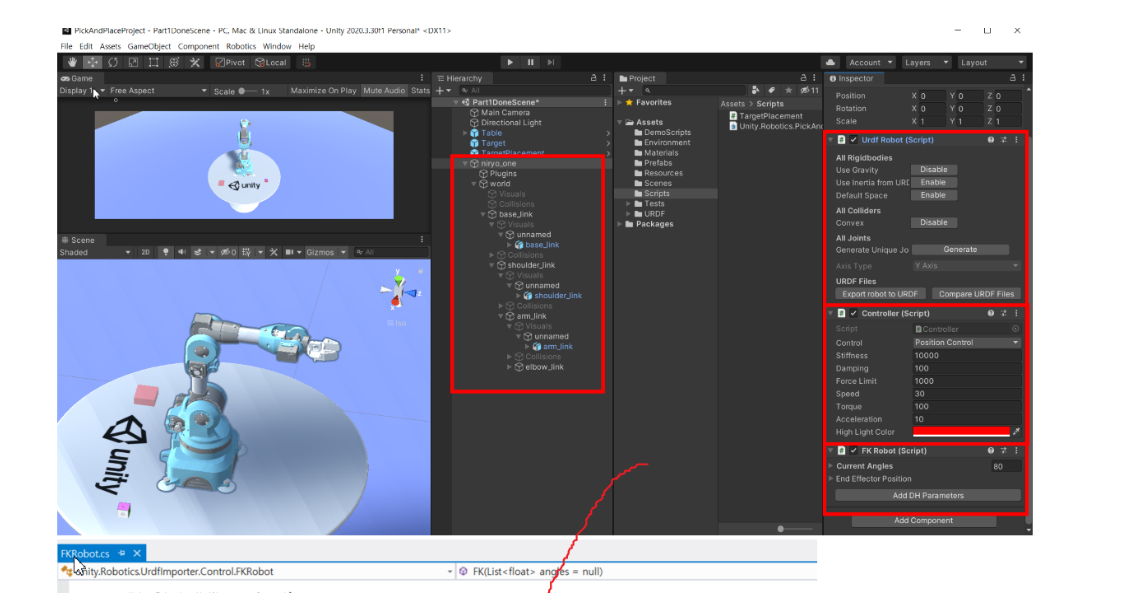 PickAndPlaceProject - Part1DoneScene - PC, Mac & Linux Standalone - Unity 2020.3.30f1 Personal* <DX11>
File Edit Assets GameObject Component Robotics Window Help
Pivot Local
Account Layers Layout
Game
Display 1 Free Aspect Scale 1x Maximize On Play Mute Audio Stats
unity
Scene
Shaded 2D 0 Gizmos All
y
Iso
unity
Hierarchy
All
Part1DoneScene*
Main Camera
Directional Light
Table
Target
TargetPlacement
niryo_one
Plugins
world
Visuals
Collisions
base_link
Visuals
unnamed
base_link
Collisions
shoulder_link
Visuals
unnamed
shoulder_link
Collisions
arm_link
Visuals
unnamed
arm_link
Collisions
elbow_link
Project
11
Favorites
Assets
DemoScripts
Environment
Materials
Prefabs
Resources
Scenes
Scripts
Tests
URDF
Packages
Assets > Scripts
TargetPlacement
Unity.Robotics.PickAn
Inspector
Position X 0 Y 0 Z 0
Rotation X 0 Y 0 Z 0
Scale X 1 Y 1 Z 1
Urdf Robot (Script)
All Rigidbodies
Use Gravity Disable
Use Inertia from URD Enable
Default Space Enable
All Colliders
Convex Disable
All Joints
Generate Unique Jo Generate
Axis Type Y Axis
URDF Files
Export robot to URDF Compare URDF Files
Controller (Script)
Script Controller
Control Position Control
Stiffness 10000
Damping 100
Force Limit 1000
Speed 30
Torque 100
Acceleration 10
High Light Color
FK Robot (Script)
Current Angles 80
End Effector Position
Add DH Parameters
Add Component
FKRobot.cs
Unity.Robotics.UrdfImporter.Control.FKRobot FK(List<float> angles = null)